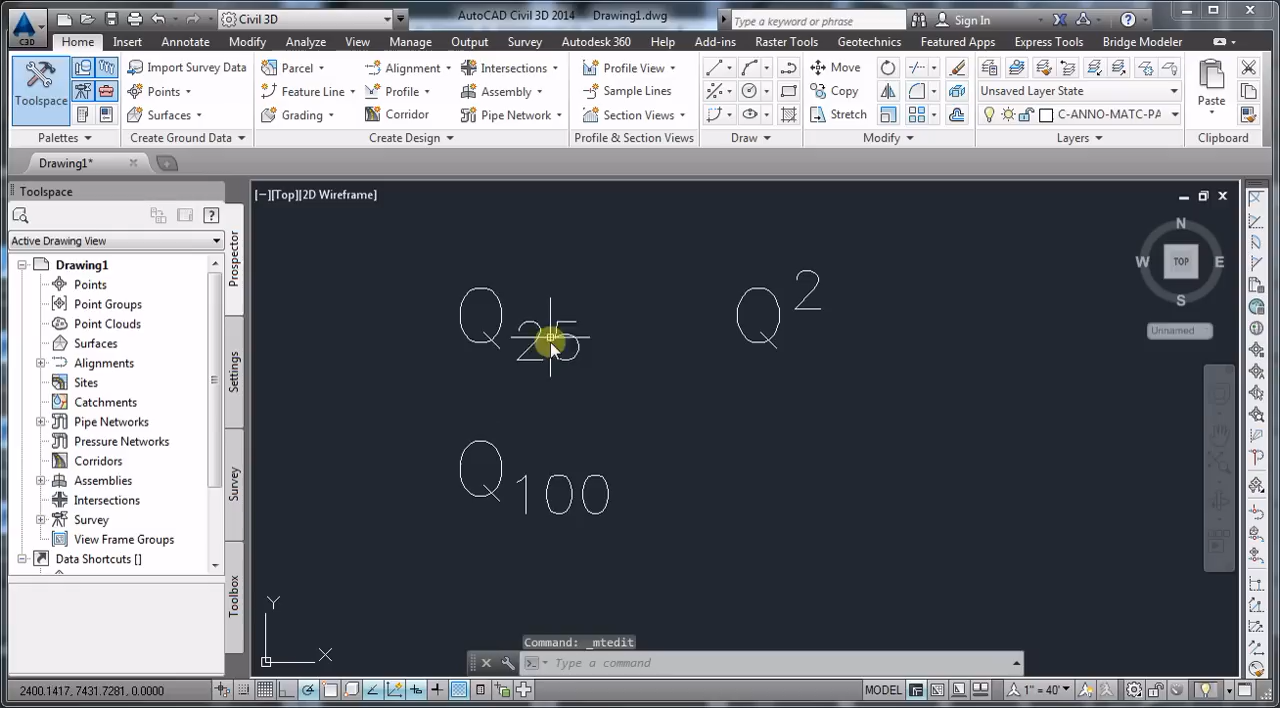 C3D
Civil 3D
AutoCAD Civil 3D 2014 Drawing1.dwg
Type a keyword or phrase
Sign In
Home Insert Annotate Modify Analyze View Manage Output Survey Autodesk 360 Help Add-ins Raster Tools Geotechnics Featured Apps Express Tools Bridge Modeler
Toolspace
Import Survey Data
Points
Surfaces
Parcel
Feature Line
Grading
Alignment
Profile
Corridor
Intersections
Assembly
Pipe Network
Profile View
Sample Lines
Section Views
Move
Copy
Stretch
Unsaved Layer State
C-ANNO-MATC-PA
Paste
Palettes Create Ground Data Create Design Profile & Section Views Draw Modify Layers Clipboard
Drawing1*
Toolspace
Active Drawing View
Drawing1
Points
Point Groups
Point Clouds
Surfaces
Alignments
Sites
Catchments
Pipe Networks
Pressure Networks
Corridors
Assemblies
Intersections
Survey
View Frame Groups
Data Shortcuts []
Prospector
Settings
Survey
Toolbox
[−][Top][2D Wireframe]
Q 25
Q 2
Q 100
N
W TOP E
S
Unnamed
Y
X
Command: _mtedit
Type a command
2400.1417, 7431.7281, 0.0000
MODEL
1" = 40'